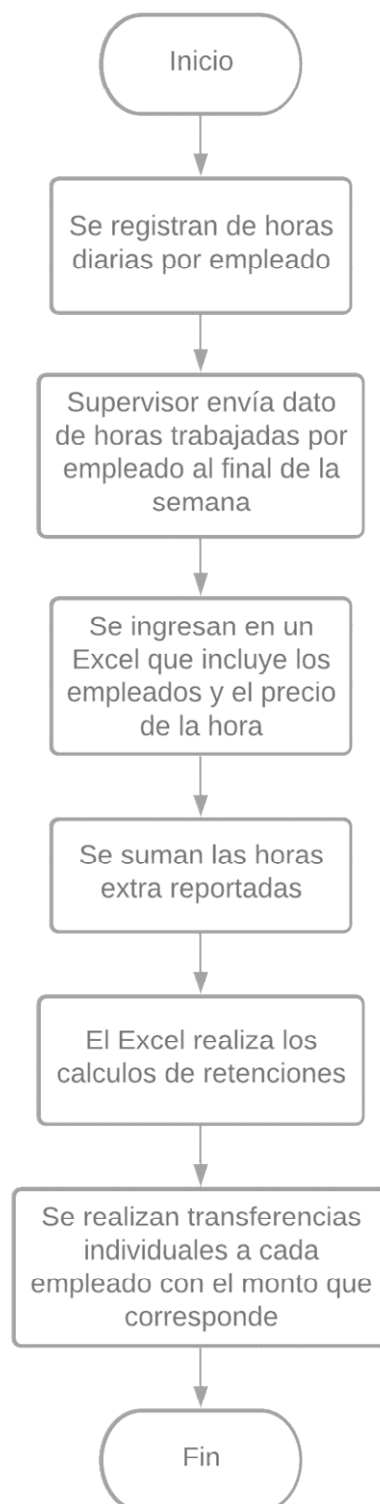 Inicio
Se registran de horas
diarias por empleado
Supervisor envía dato
de horas trabajadas por
empleado al final de la
semana
Se ingresan en un
Excel que incluye los
empleados y el precio
de la hora
Se suman las horas
extra reportadas
El Excel realiza los
calculos de retenciones
Se realizan transferencias
individuales a cada
empleado con el monto que
corresponde
Fin